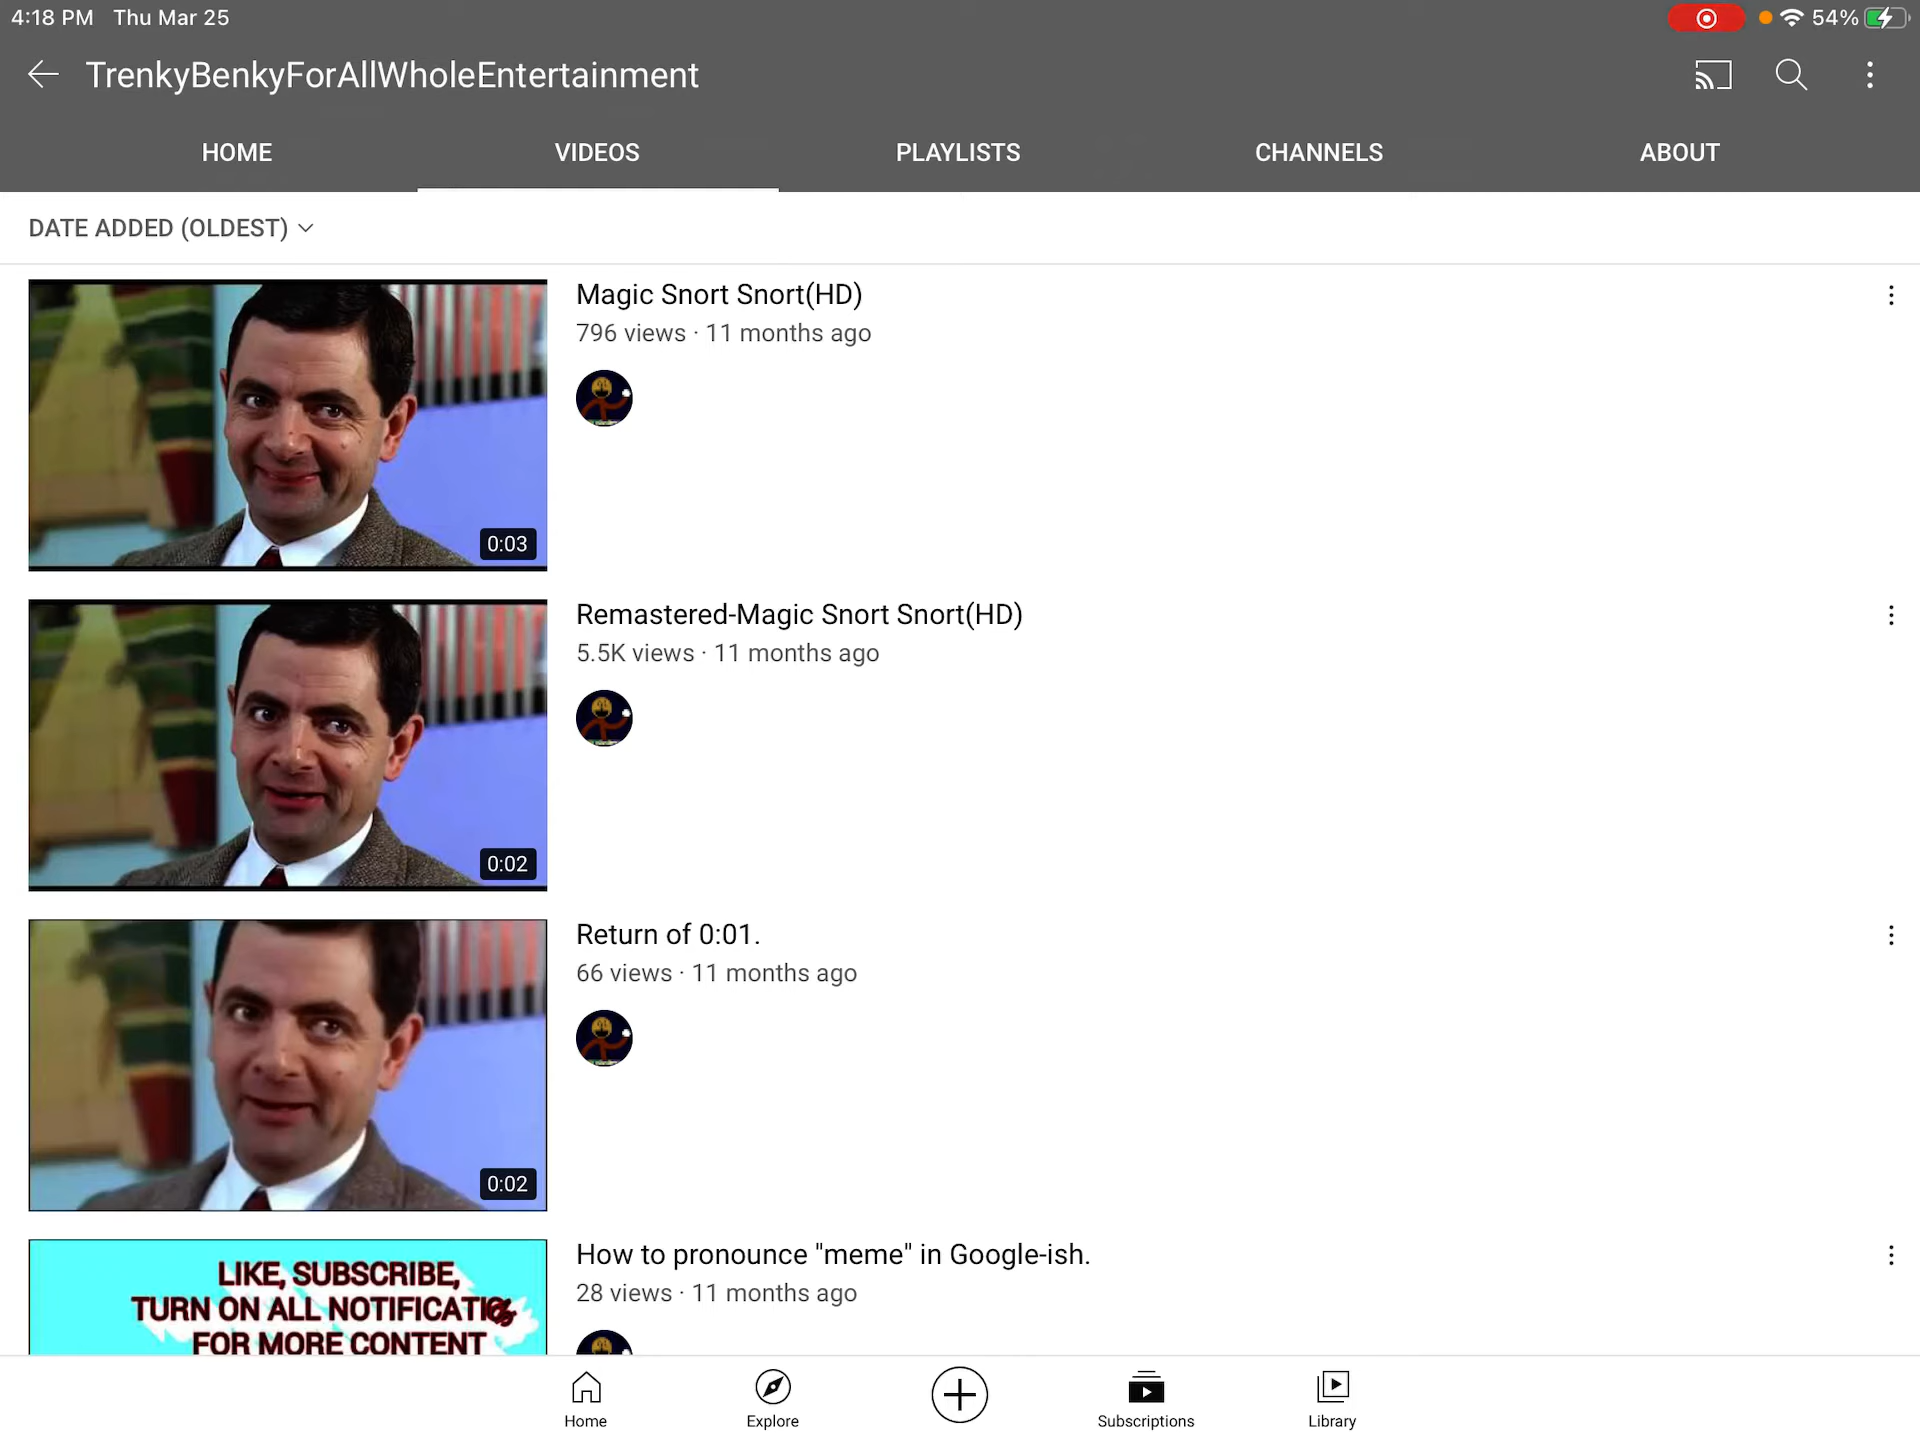 4:18 PM Thu Mar 25
54%
TrenkyBenkyForAllWholeEntertainment
HOME VIDEOS PLAYLISTS CHANNELS ABOUT
DATE ADDED (OLDEST)
Magic Snort Snort(HD)
796 views · 11 months ago
0:03
Remastered-Magic Snort Snort(HD)
5.5K views · 11 months ago
0:02
Return of 0:01.
66 views · 11 months ago
0:02
How to pronounce "meme" in Google-ish.
28 views · 11 months ago
LIKE, SUBSCRIBE,
TURN ON ALL
FOR MORE CONTENT
Home Explore Subscriptions Library